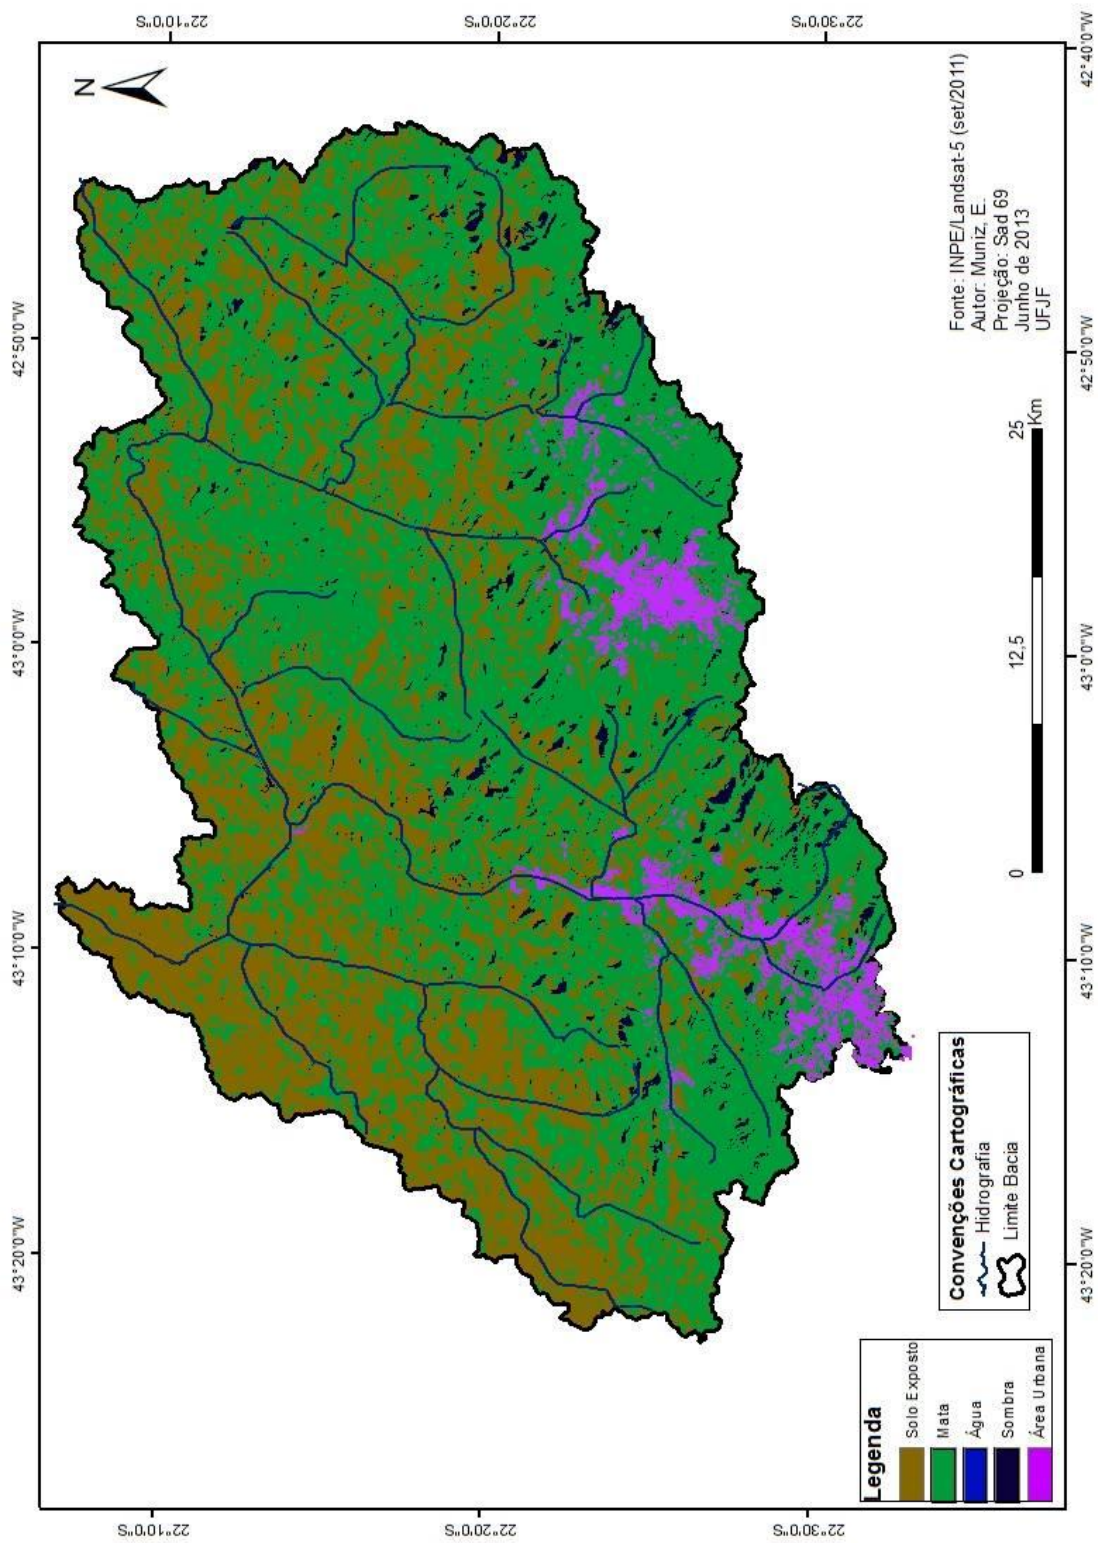 43°20'0"W
43°10'0"W
43°0'0"W
42°50'0"W
22°10'0"S
22°10'0"S
22°20'0"S
22°20'0"S
22°30'0"S
22°30'0"S
N
Legenda
Solo Exposto
Mata
Água
Sombra
Área Urbana
Convenções Cartográficas
Hidrografia
Limite Bacia
0
12,5
25
Km
Fonte: INPE/Landsat-5 (set/2011)
Autor: Muniz, E.
Projeção: Sad 69
Junho de 2013
UFJF
43°20'0"W
43°10'0"W
43°0'0"W
42°50'0"W
42°40'0"W